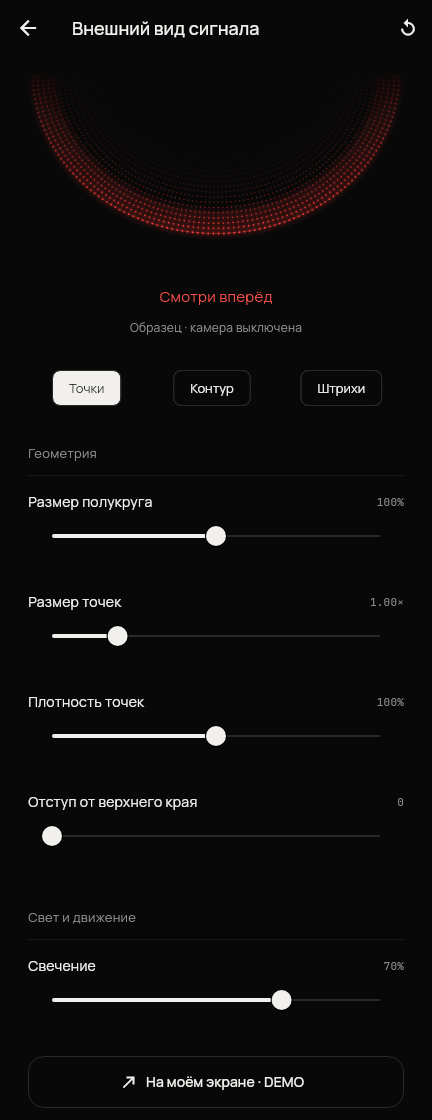 Внешний вид сигнала
Смотри вперёд
Образец · камера выключена
Точки
Контур
Штрихи
Геометрия
Размер полукруга
100%
Размер точек
1.00×
Плотность точек
100%
Отступ от верхнего края
0
Свет и движение
Свечение
70%
На моём экране · DEMO